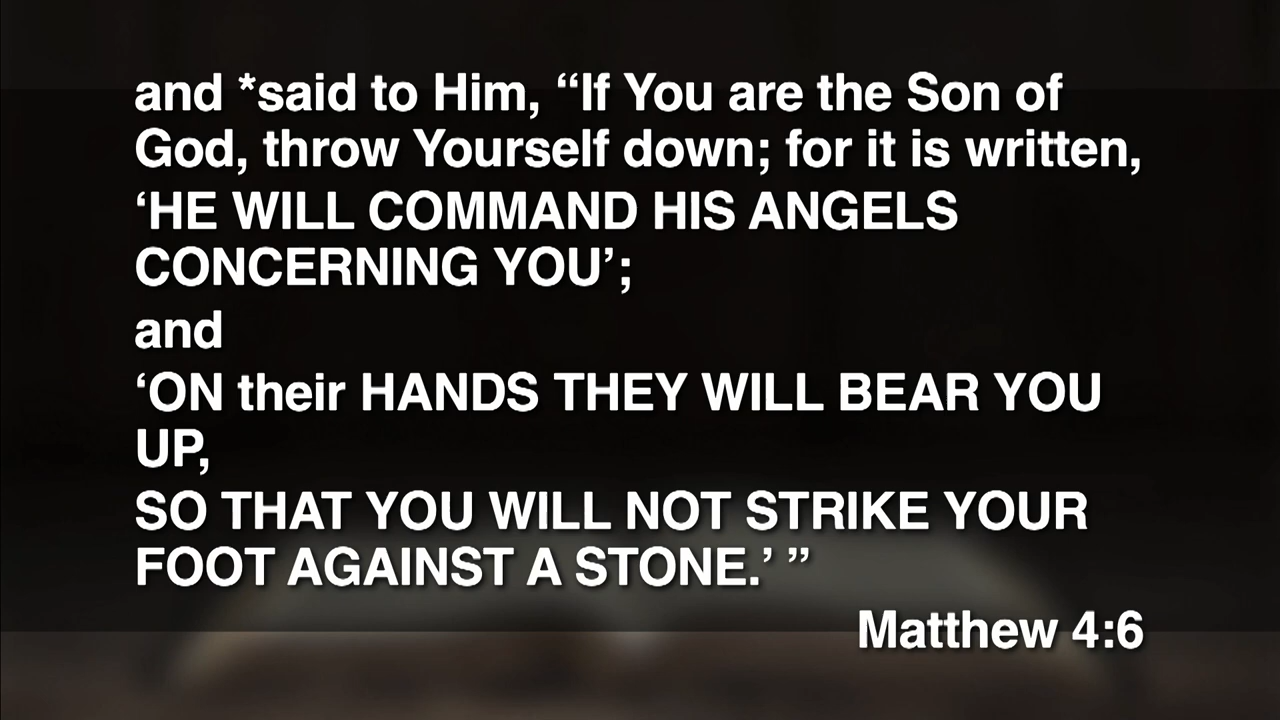 and *said to Him, “If You are the Son of
God, throw Yourself down; for it is written,
‘HE WILL COMMAND HIS ANGELS
CONCERNING YOU’;
and
‘ON their HANDS THEY WILL BEAR YOU
UP,
SO THAT YOU WILL NOT STRIKE YOUR
FOOT AGAINST A STONE.’ ”
Matthew 4:6